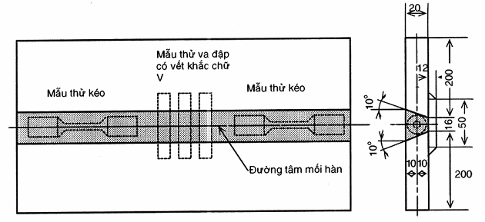 Mẫu thử va đập
có vết khắc chữ
V
Mẫu thử kéo
Mẫu thử kéo
Đường tâm mối hàn
20
12
200
10°
16
50
10°
10 10
200